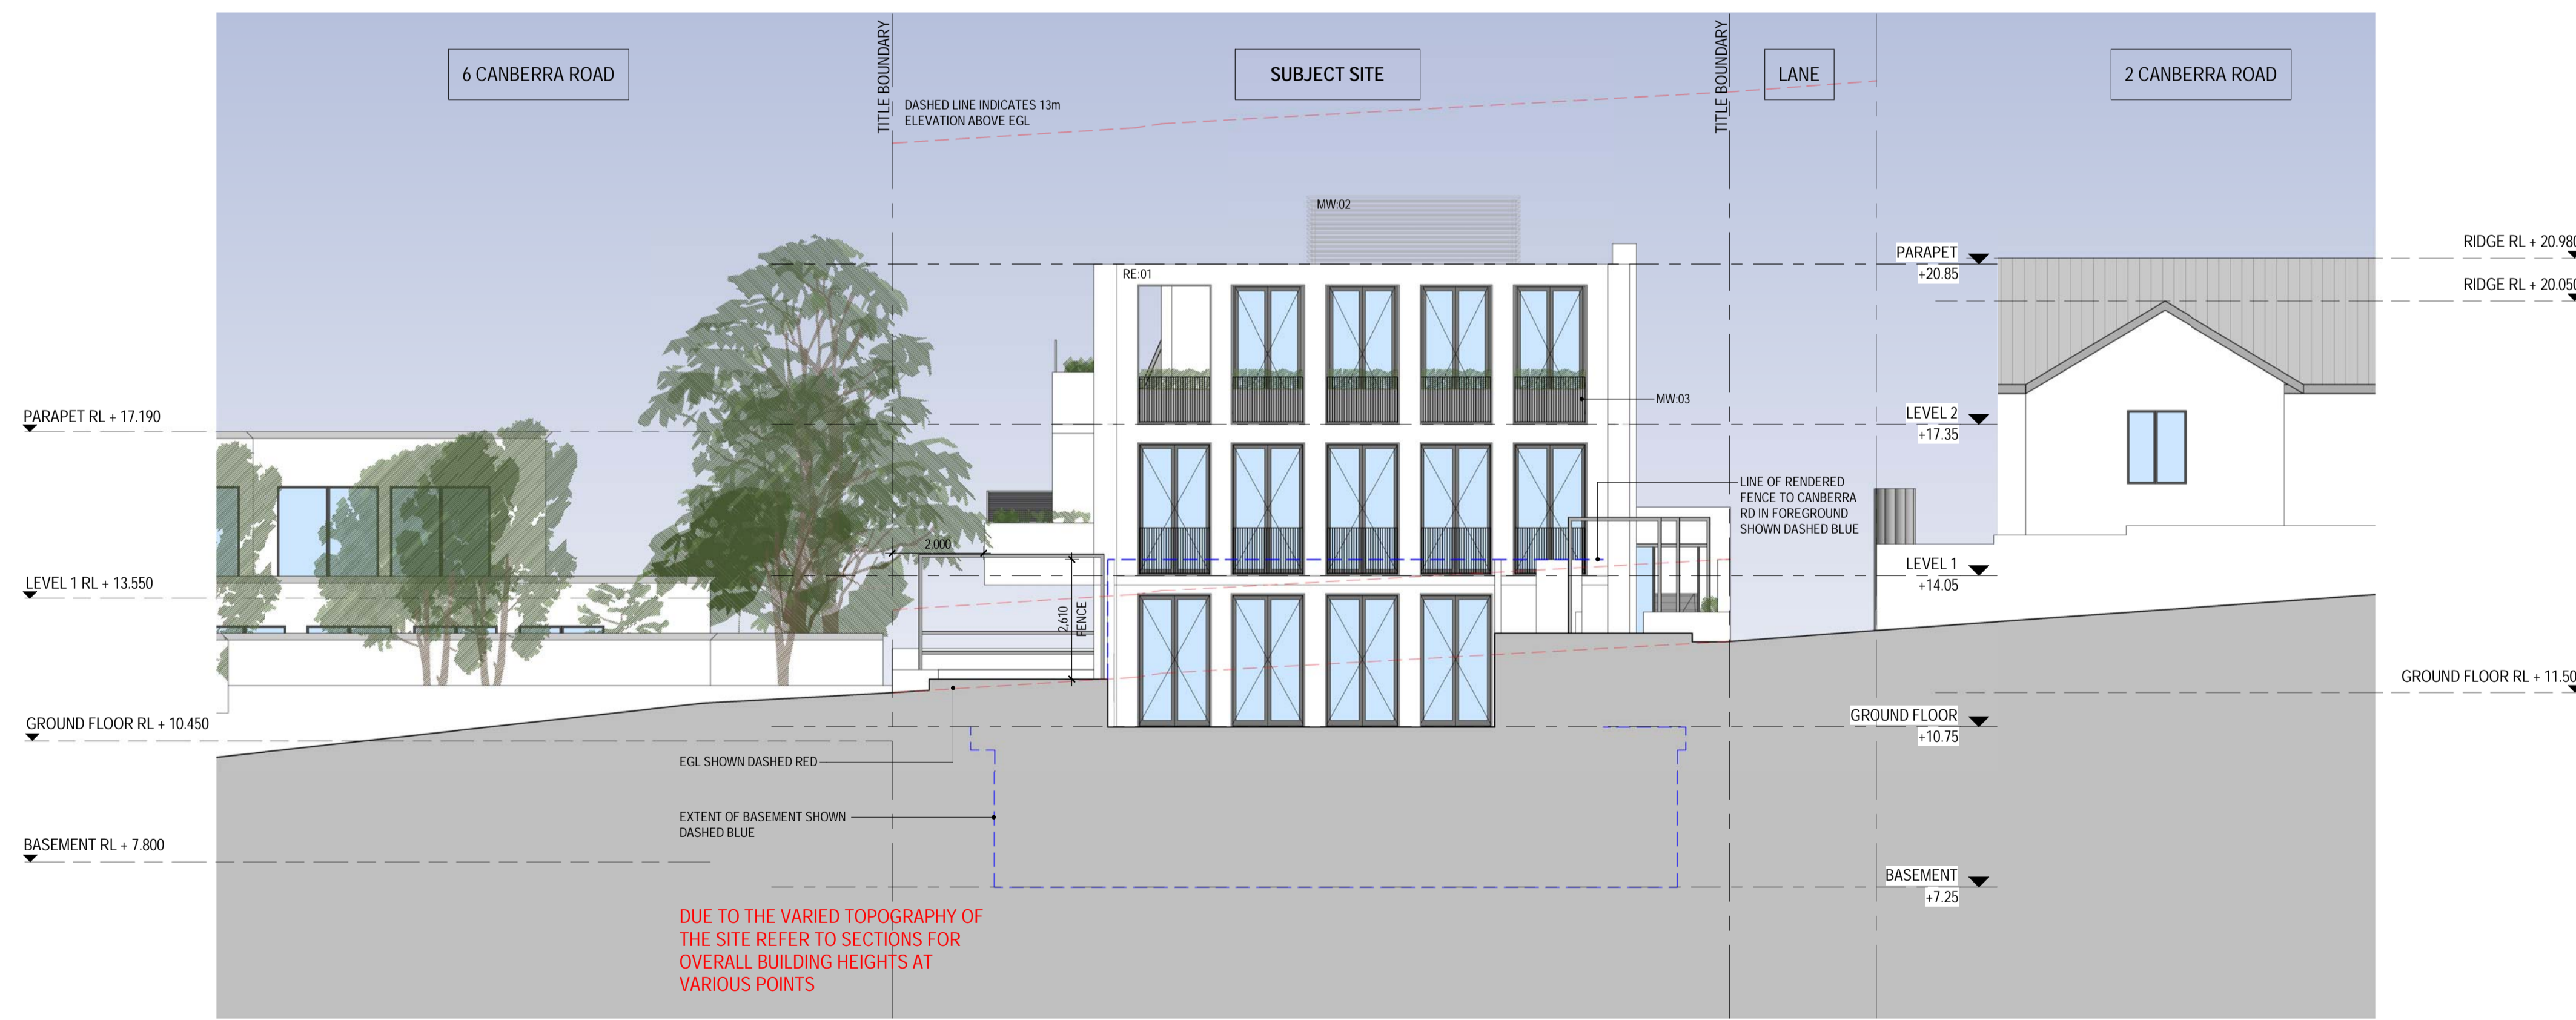 6 CANBERRA ROAD
TITLE BOUNDARY
SUBJECT SITE
TITLE BOUNDARY
LANE
2 CANBERRA ROAD
DASHED LINE INDICATES 13m
ELEVATION ABOVE EGL
MW:02
RE:01
PARAPET
+20.85
RIDGE RL + 20.980
RIDGE RL + 20.050
MW:03
PARAPET RL + 17.190
LEVEL 2
+17.35
LINE OF RENDERED
FENCE TO CANBERRA
RD IN FOREGROUND
SHOWN DASHED BLUE
2,000
LEVEL 1 RL + 13.550
LEVEL 1
+14.05
2,610
FENCE
GROUND FLOOR RL + 11.50
GROUND FLOOR RL + 10.450
GROUND FLOOR
+10.75
EGL SHOWN DASHED RED
EXTENT OF BASEMENT SHOWN
DASHED BLUE
BASEMENT RL + 7.800
BASEMENT
+7.25
DUE TO THE VARIED TOPOGRAPHY OF
THE SITE REFER TO SECTIONS FOR
OVERALL BUILDING HEIGHTS AT
VARIOUS POINTS